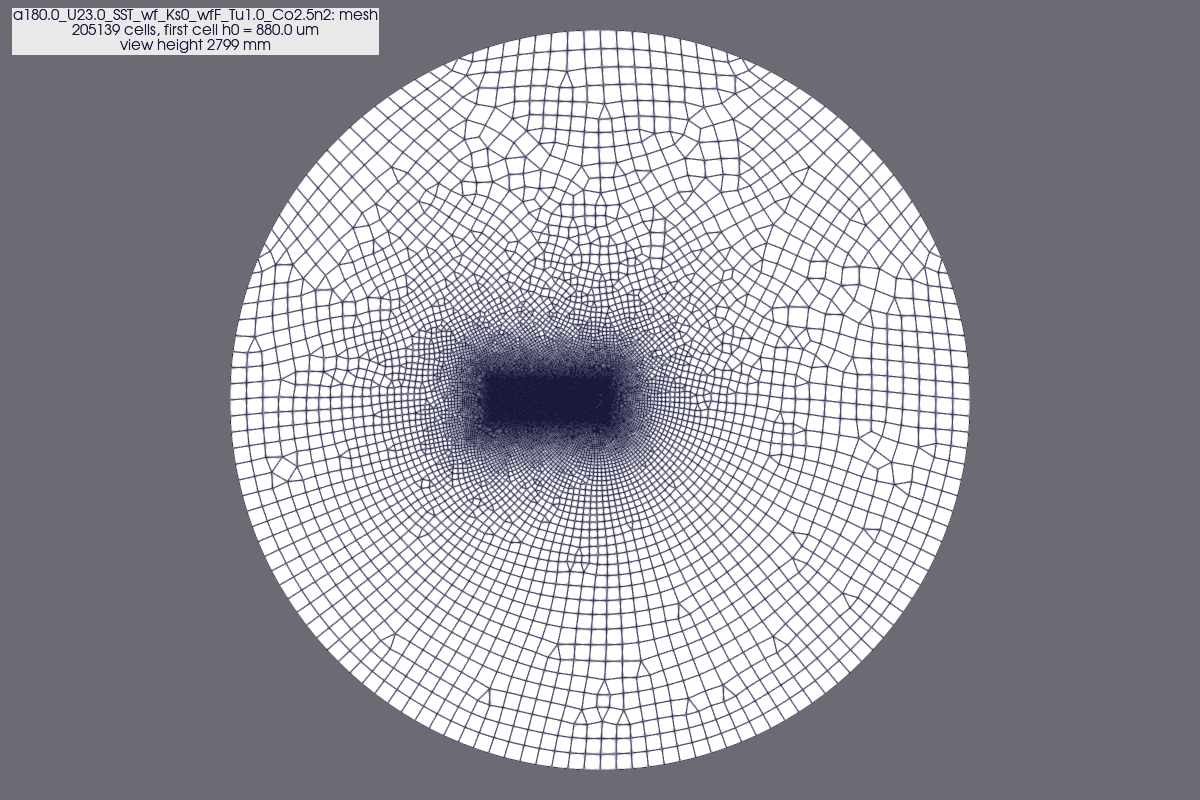 a180.0_U23.0_SST_wf_Ks0_wfF_Tu1.0_Co2.5n2: mesh
205139 cells, first cell h0 = 880.0 um
view height 2799 mm